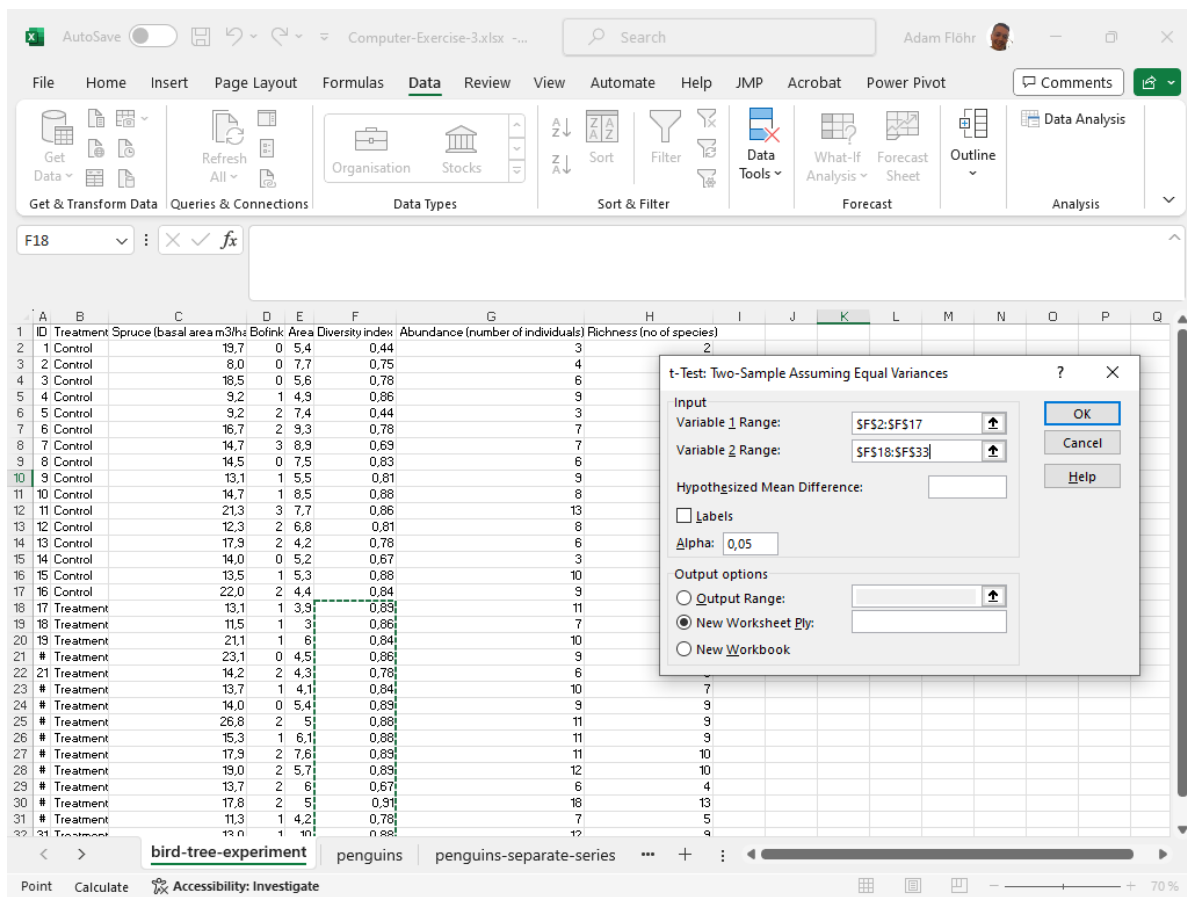 AutoSave Computer-Exercise-3.xlsx -... Search Adam Flöhr
File Home Insert Page Layout Formulas Data Review View Automate Help JMP Acrobat Power Pivot Comments
Get Data Refresh All Organisation Stocks Sort Filter Data Tools What-If Analysis Forecast Sheet Outline Data Analysis
Get & Transform Data Queries & Connections Data Types Sort & Filter Forecast Analysis
F18 fx
A B C D E F G H I J K L M N O P Q
1 ID Treatment Spruce (basal area m3/ha Bofink Area Diversity index Abundance (number of individuals) Richness (no of species)
2 1 Control 19,7 0 5,4 0,44 3 2
3 2 Control 8,0 0 7,7 0,75 4
4 3 Control 18,5 0 5,6 0,78 6
5 4 Control 9,2 1 4,9 0,86 9
6 5 Control 9,2 2 7,4 0,44 3
7 6 Control 16,7 2 9,3 0,78 7
8 7 Control 14,7 3 8,9 0,69 7
9 8 Control 14,5 0 7,5 0,83 6
10 9 Control 13,1 1 5,5 0,81 9
11 10 Control 14,7 1 8,5 0,88 8
12 11 Control 21,3 3 7,7 0,86 13
13 12 Control 12,3 2 6,8 0,81 8
14 13 Control 17,9 2 4,2 0,78 6
15 14 Control 14,0 0 5,2 0,67 3
16 15 Control 13,5 1 5,3 0,88 10
17 16 Control 22,0 2 4,4 0,84 9
18 17 Treatment 13,1 1 3,9 0,89 11
19 18 Treatment 11,5 1 3 0,86 7
20 19 Treatment 21,1 1 6 0,84 10
21 # Treatment 23,1 0 4,5 0,86 9
22 21 Treatment 14,2 2 4,3 0,78 6
23 # Treatment 13,7 1 4,1 0,84 10 7
24 # Treatment 14,0 0 5,4 0,89 9 9
25 # Treatment 26,8 2 5 0,88 11 9
26 # Treatment 15,3 1 6,1 0,88 11 9
27 # Treatment 17,9 2 7,6 0,89 11 10
28 # Treatment 19,0 2 5,7 0,89 12 10
29 # Treatment 13,7 2 6 0,67 6 4
30 # Treatment 17,8 2 5 0,91 18 13
31 # Treatment 11,3 1 4,2 0,78 7 5
32 31 Treatment 13,0 1 10 0,88 12 9
t-Test: Two-Sample Assuming Equal Variances ?
Input
Variable 1 Range: $F$2:$F$17
Variable 2 Range: $F$18:$F$33
Hypothesized Mean Difference:
Labels
Alpha: 0,05
Output options
Output Range:
New Worksheet Ply:
New Workbook
OK
Cancel
Help
bird-tree-experiment penguins penguins-separate-series ...
Point Calculate Accessibility: Investigate 70 %